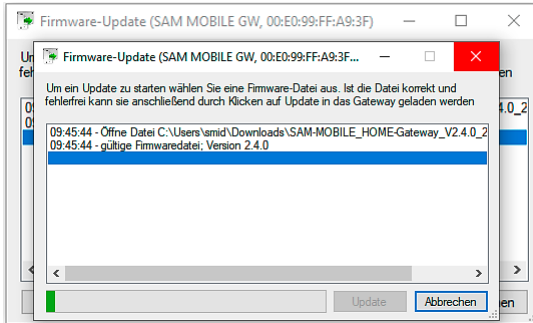 Firmware-Update (SAM MOBILE GW, 00:E0:99:FF:A9:3F)
Firmware-Update (SAM MOBILE GW, 00:E0:99:FF:A9:3F...
Um ein Update zu starten wählen Sie eine Firmware-Datei aus. Ist die Datei korrekt und
fehlerfrei kann sie anschließend durch Klicken auf Update in das Gateway geladen werden
09:45:44 - Öffne Datei C:\Users\smid\Downloads\SAM-MOBILE_HOME-Gateway_V2.4.0_2
09:45:44 - gültige Firmwaredatei; Version 2.4.0
Update Abbrechen